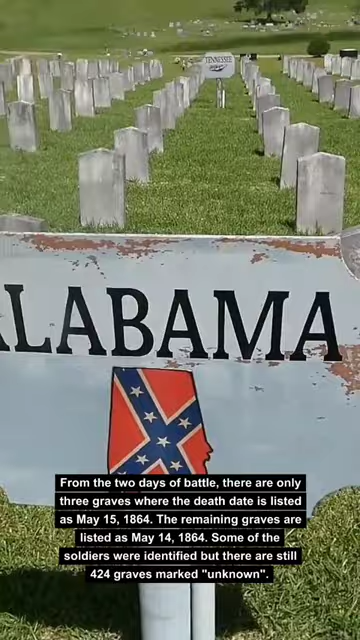 TENNESSEE
ALABAMA
From the two days of battle, there are only
three graves where the death date is listed
as May 15, 1864. The remaining graves are
listed as May 14, 1864. Some of the
soldiers were identified but there are still
424 graves marked "unknown".